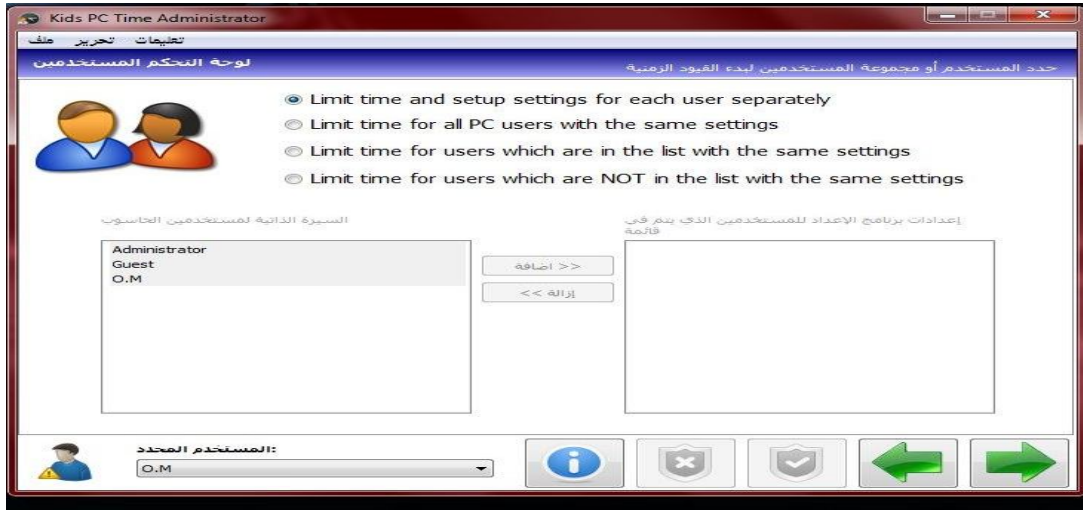 Kids PC Time Administrator
ملف تحرير تعليمات
لوحة التحكم المستخدمين
حدد المستخدم أو مجموعة المستخدمين لبدء القيود الزمنية
Limit time and setup settings for each user separately
Limit time for all PC users with the same settings
Limit time for users which are in the list with the same settings
Limit time for users which are NOT in the list with the same settings
السيرة الذاتية لمستخدمين الحاسوب
إعدادات برنامج الإعداد للمستخدمين الذي يتم في
قائمة
Administrator
Guest
O.M
<< اضافة
إزالة >>
المستخدم المحدد:
O.M